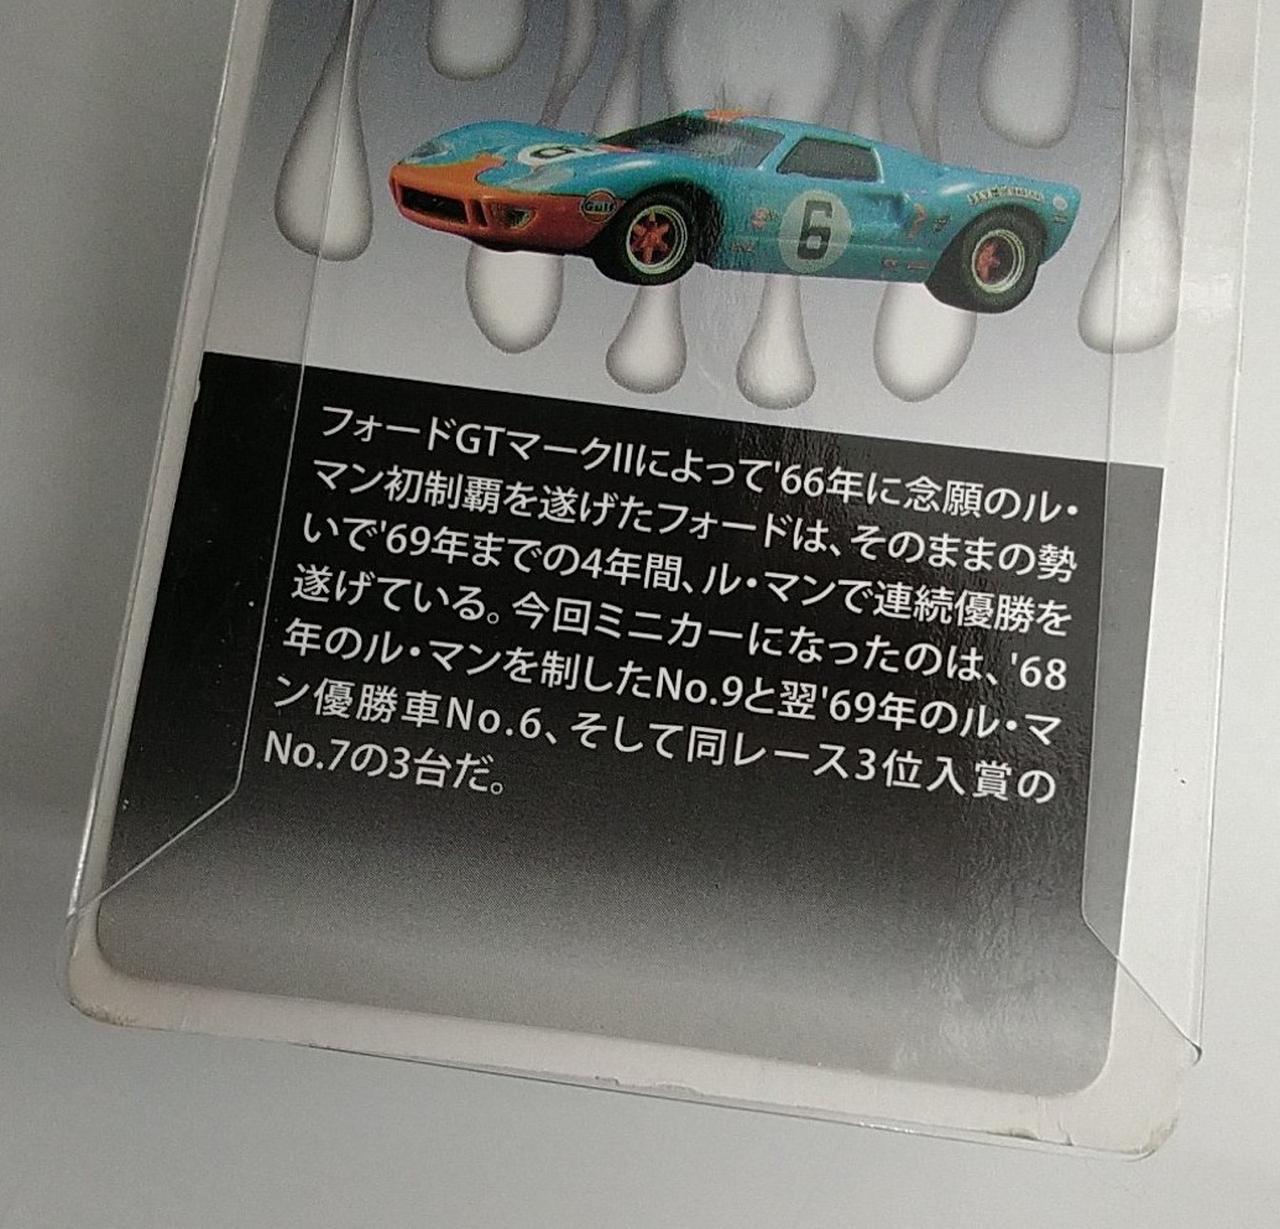 6
Gulf
6
フォードGTマークIIによって'66年に念願のル・
マン初制覇を遂げたフォードは、そのままの勢
いで'69年までの4年間、ル・マンで連続優勝を
遂げている。今回ミニカーになったのは、'68
年のル・マンを制したNo.9と翌'69年のル・マ
ン優勝車No.6、そして同レース3位入賞の
No.7の3台だ。